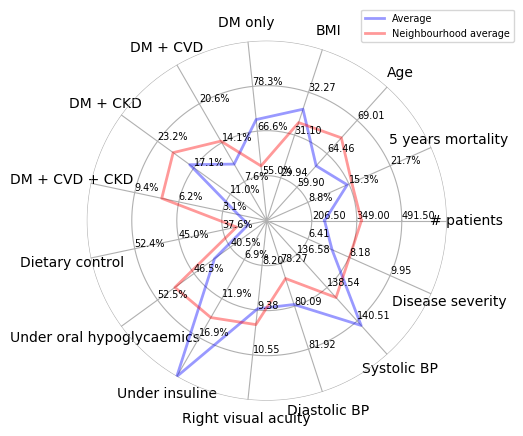 Average
Neighbourhood average
DM only
BMI
DM + CVD
Age
DM + CKD
5 years mortality
DM + CVD + CKD
# patients
Dietary control
Disease severity
Under oral hypoglycaemics
Systolic BP
Under insuline
Diastolic BP
Right visual acuity
78.3%
66.6%
55.0%
32.27
31.10
29.94
69.01
64.46
59.90
21.7%
15.3%
8.8%
206.50
349.00
491.50
6.41
8.18
9.95
136.58
138.54
140.51
78.27
80.09
81.92
8.20
9.38
10.55
6.9%
11.9%
16.9%
40.5%
46.5%
52.5%
37.6%
45.0%
52.4%
3.1%
6.2%
9.4%
11.0%
17.1%
23.2%
7.6%
14.1%
20.6%